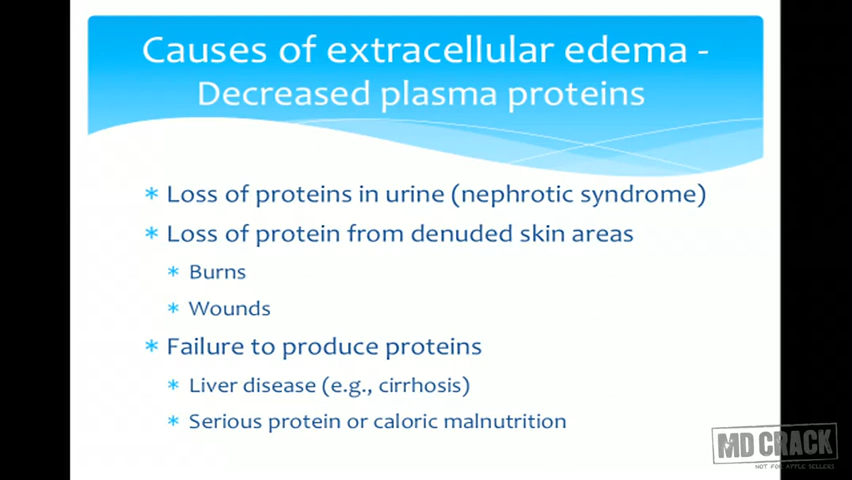 Causes of extracellular edema -
Decreased plasma proteins
* Loss of proteins in urine (nephrotic syndrome)
* Loss of protein from denuded skin areas
* Burns
* Wounds
* Failure to produce proteins
* Liver disease (e.g., cirrhosis)
* Serious protein or caloric malnutrition
MD CRACK
NOT FOR APPLE SELLERS